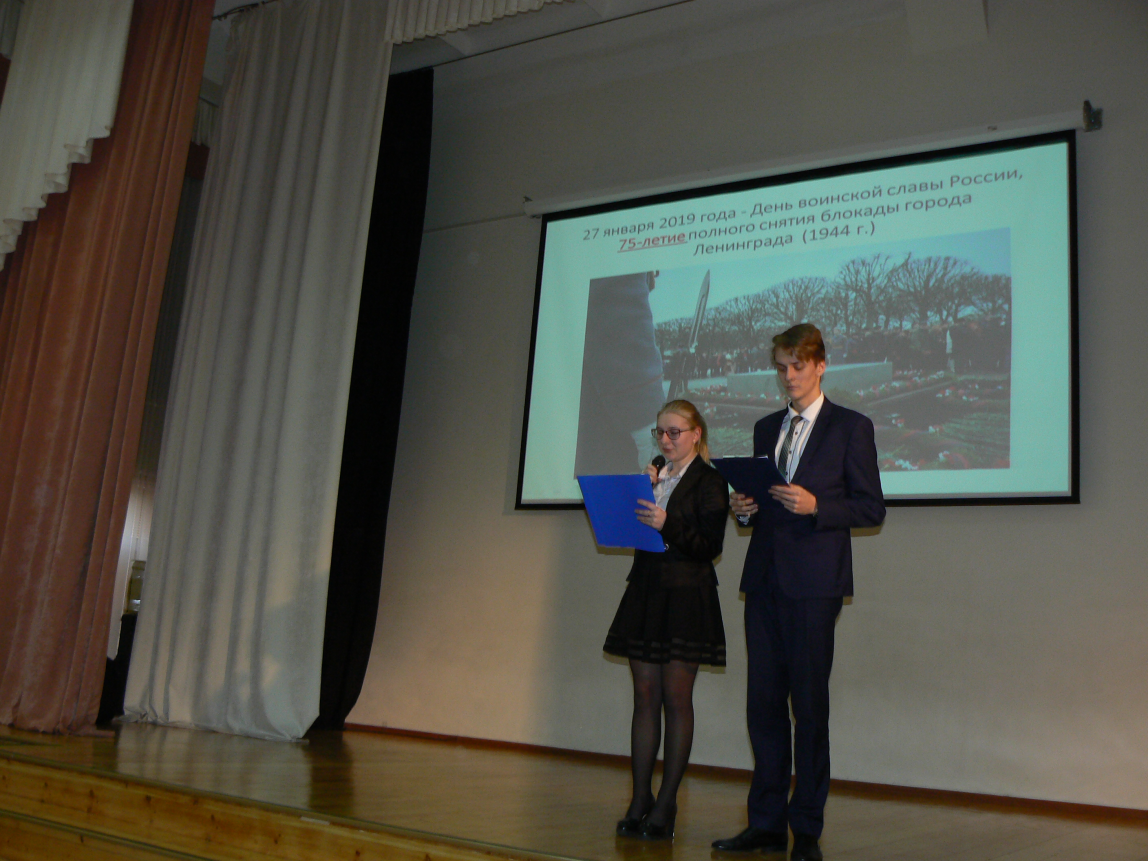 27 января 2019 года - День воинской славы России,
75-летие полного снятия блокады города
Ленинграда (1944 г.)